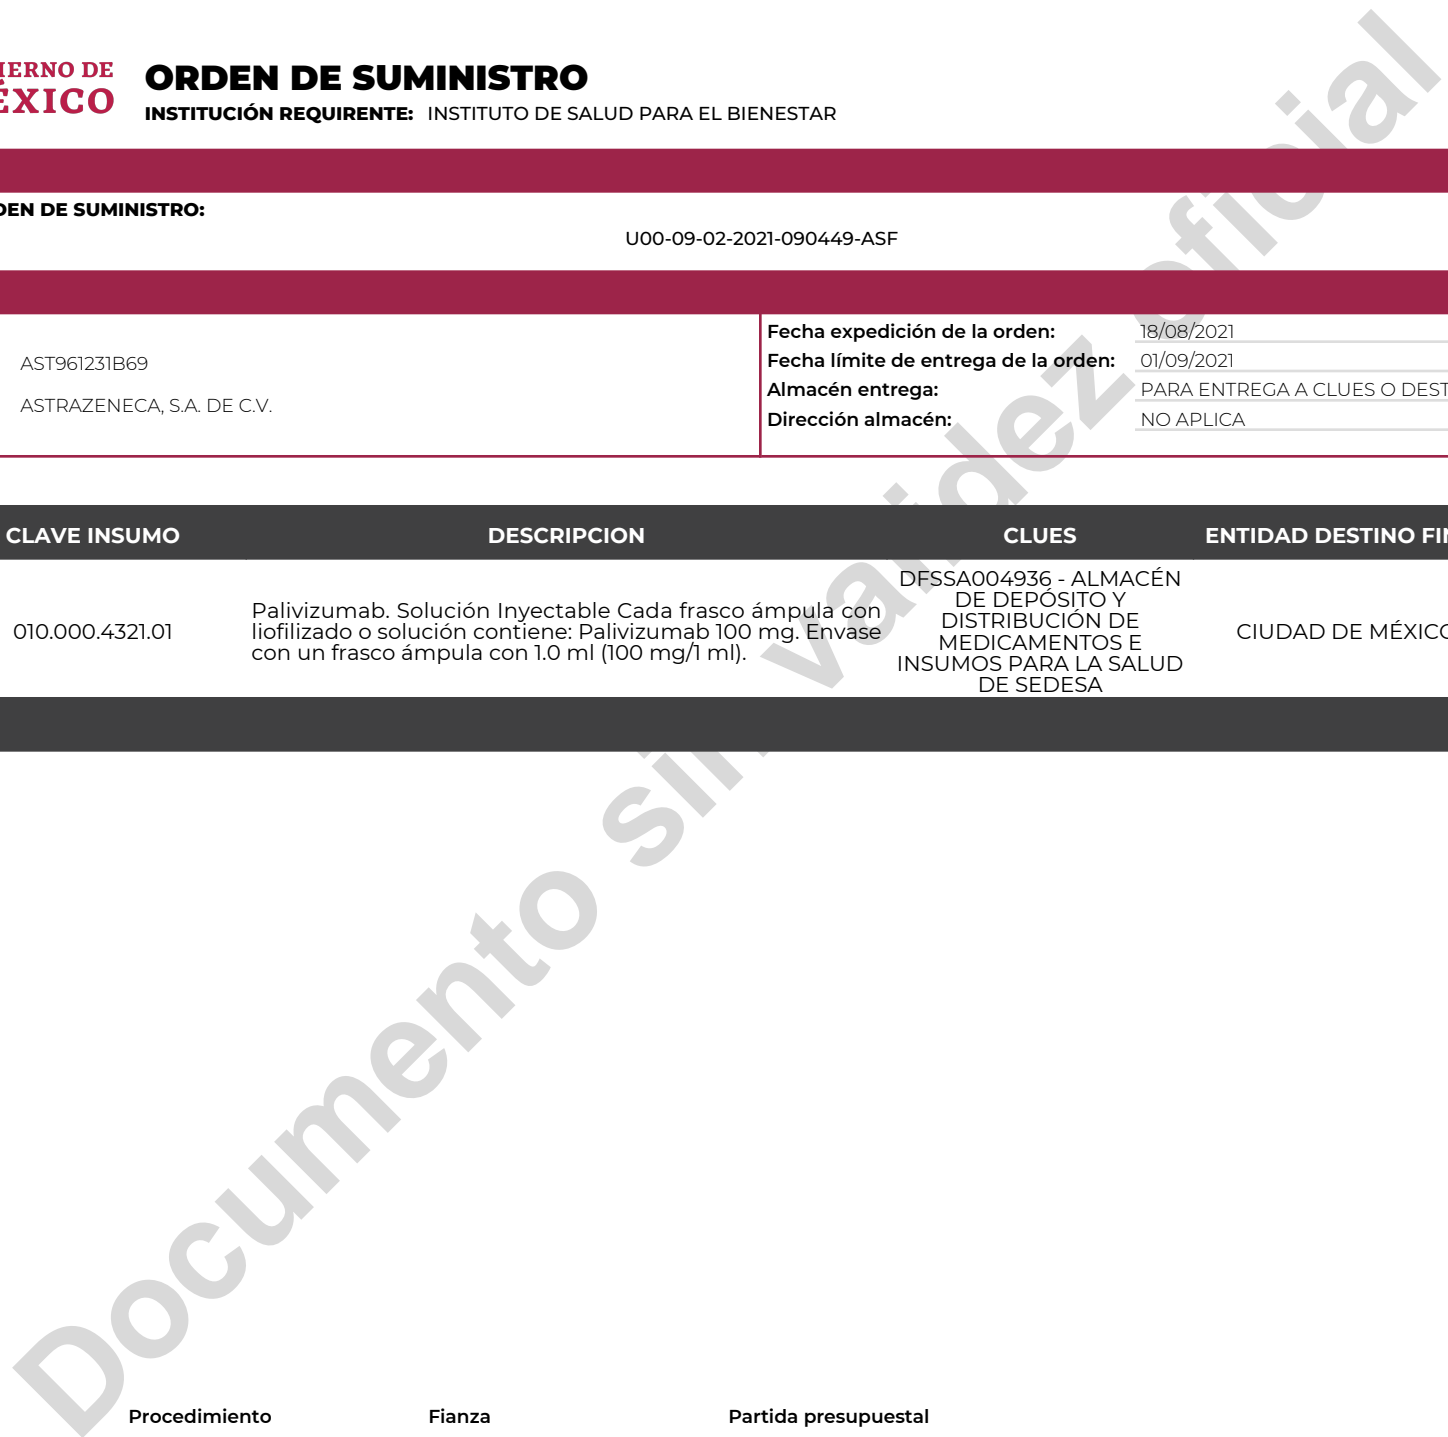 IERNO DE
ÉXICO
ORDEN DE SUMINISTRO
INSTITUCIÓN REQUIRENTE: INSTITUTO DE SALUD PARA EL BIENESTAR
DEN DE SUMINISTRO:
U00-09-02-2021-090449-ASF
AST961231B69
ASTRAZENECA, S.A. DE C.V.
Fecha expedición de la orden: 18/08/2021
Fecha límite de entrega de la orden: 01/09/2021
Almacén entrega: PARA ENTREGA A CLUES O DEST
Dirección almacén: NO APLICA
CLAVE INSUMO DESCRIPCION CLUES ENTIDAD DESTINO FIN
010.000.4321.01
Palivizumab. Solución Inyectable Cada frasco ámpula con
liofilizado o solución contiene: Palivizumab 100 mg. Envase
con un frasco ámpula con 1.0 ml (100 mg/1 ml).
DFSSA004936 - ALMACÉN
DE DEPÓSITO Y
DISTRIBUCIÓN DE
MEDICAMENTOS E
INSUMOS PARA LA SALUD
DE SEDESA
CIUDAD DE MÉXICO
Documento sin validez oficial
Procedimiento Fianza Partida presupuestal